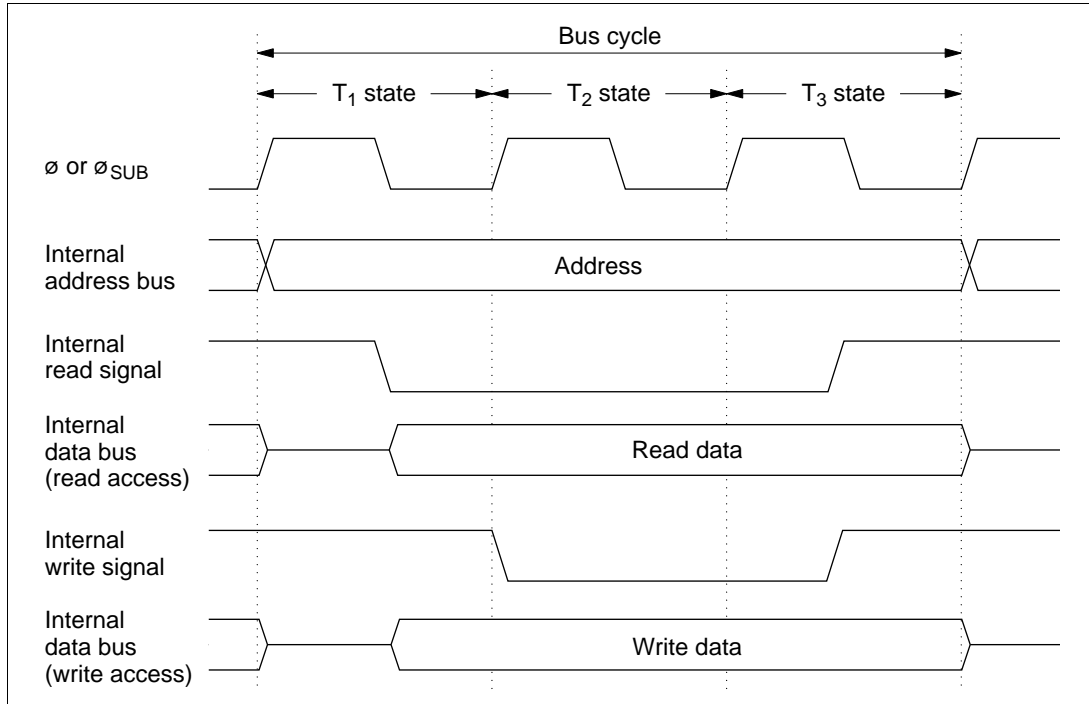 Bus cycle
T₁ state T₂ state T₃ state
ø or øSUB
Internal
address bus
Address
Internal
read signal
Internal
data bus
(read access)
Read data
Internal
write signal
Internal
data bus
(write access)
Write data